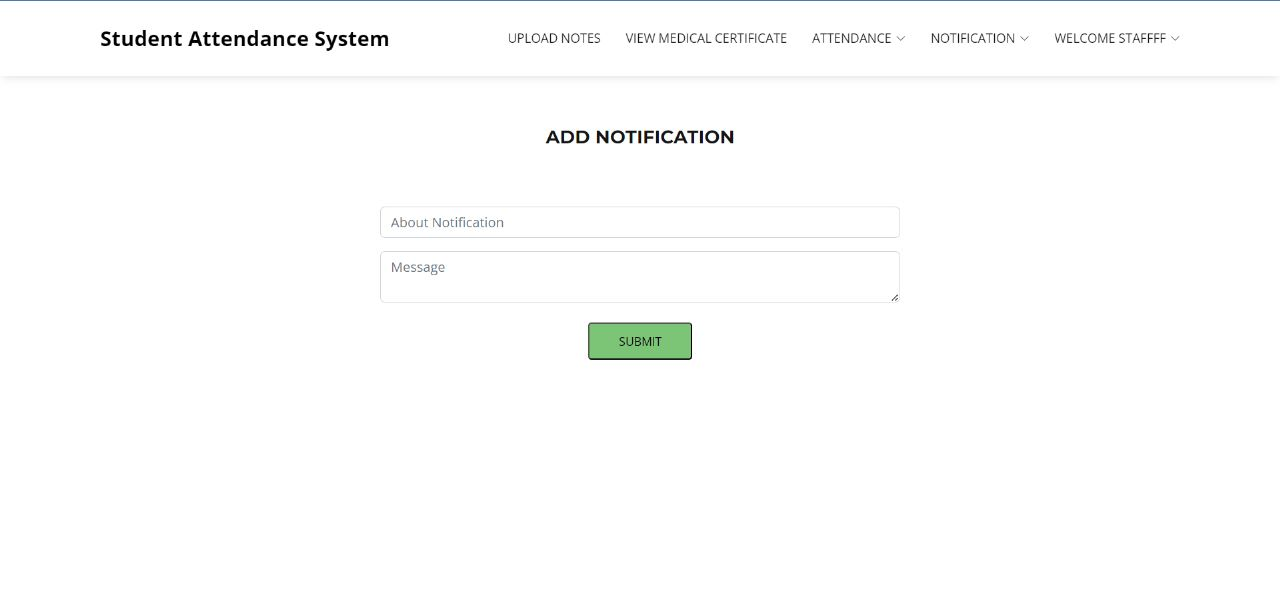 Student Attendance System
UPLOAD NOTES VIEW MEDICAL CERTIFICATE ATTENDANCE NOTIFICATION WELCOME STAFFFF
ADD NOTIFICATION
About Notification
Message
SUBMIT